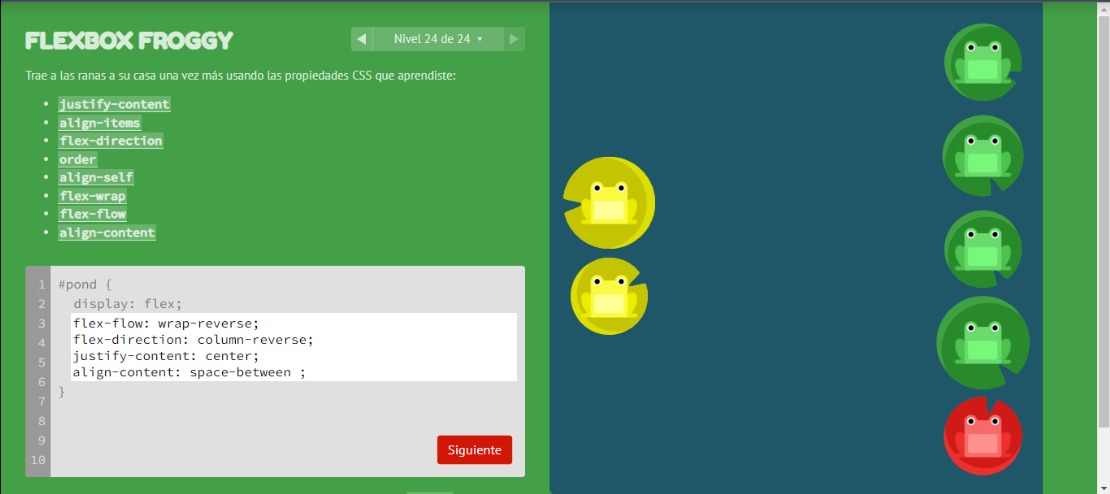 FLEXBOX FROGGY
Nivel 24 de 24
Trae a las ranas a su casa una vez más usando las propiedades CSS que aprendiste:
justify-content
align-items
flex-direction
order
align-self
flex-wrap
flex-flow
align-content
1 #pond {
2 display: flex;
3 flex-flow: wrap-reverse;
4 flex-direction: column-reverse;
5 justify-content: center;
6 align-content: space-between ;
7 }
8
9
10
Siguiente